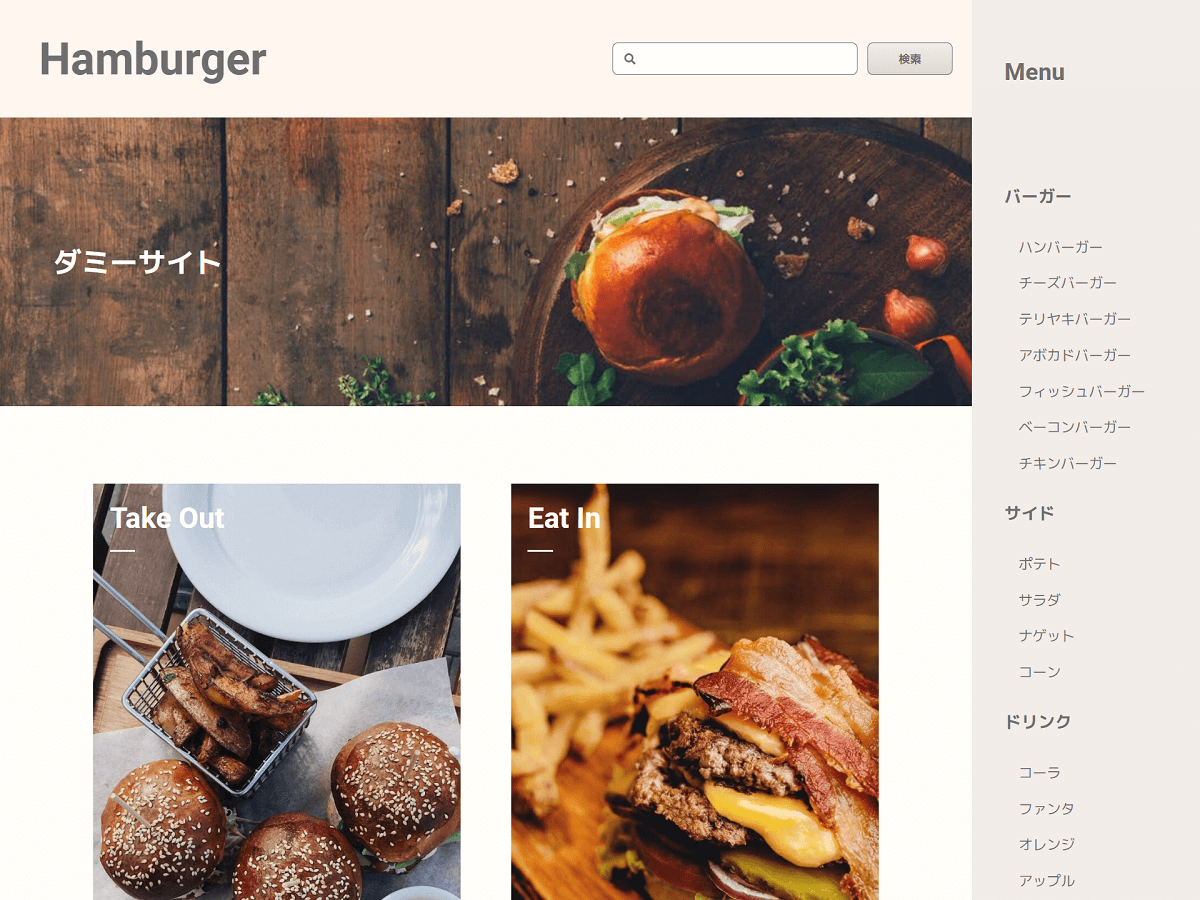 Hamburger
検索
ダミーサイト
Take Out
Eat In
Menu
バーガー
ハンバーガー
チーズバーガー
テリヤキバーガー
アボカドバーガー
フィッシュバーガー
ベーコンバーガー
チキンバーガー
サイド
ポテト
サラダ
ナゲット
コーン
ドリンク
コーラ
ファンタ
オレンジ
アップル